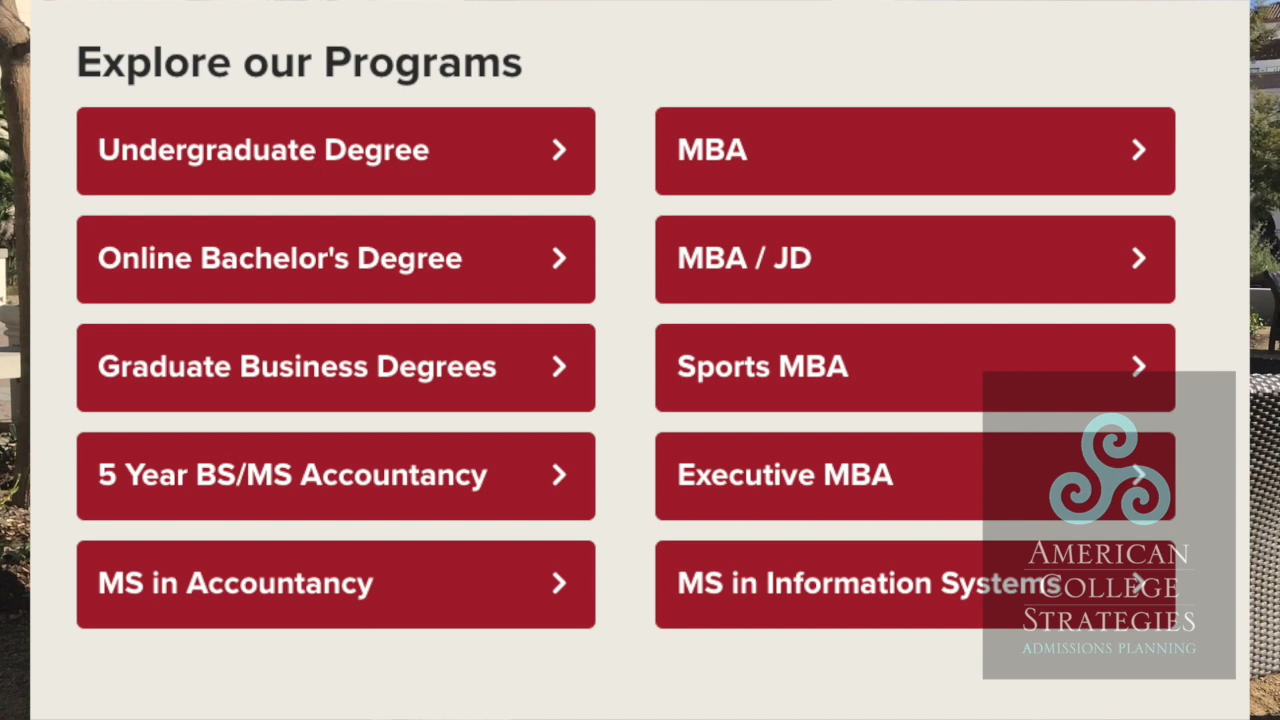 Explore our Programs
Undergraduate Degree
MBA
Online Bachelor's Degree
MBA / JD
Graduate Business Degrees
Sports MBA
5 Year BS/MS Accountancy
Executive MBA
MS in Accountancy
MS in Information Systems
AMERICAN
COLLEGE
STRATEGIES
ADMISSIONS PLANNING